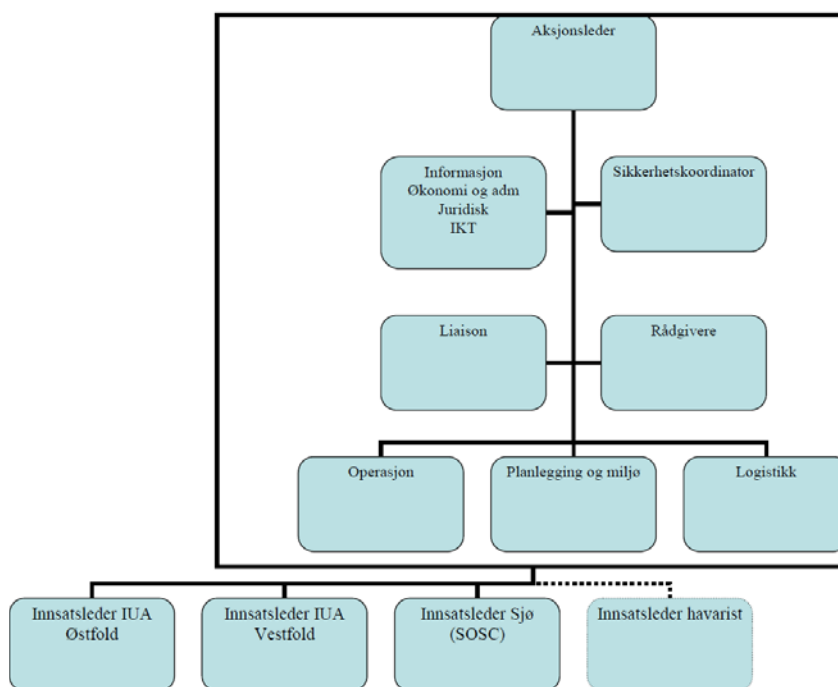 Aksjonsleder
Informasjon
Økonomi og adm
Juridisk
IKT
Sikkerhetskoordinator
Liaison
Rådgivere
Operasjon
Planlegging og miljø
Logistikk
Innsatsleder IUA
Østfold
Innsatsleder IUA
Vestfold
Innsatsleder Sjø
(SOSC)
Innsatsleder havarist